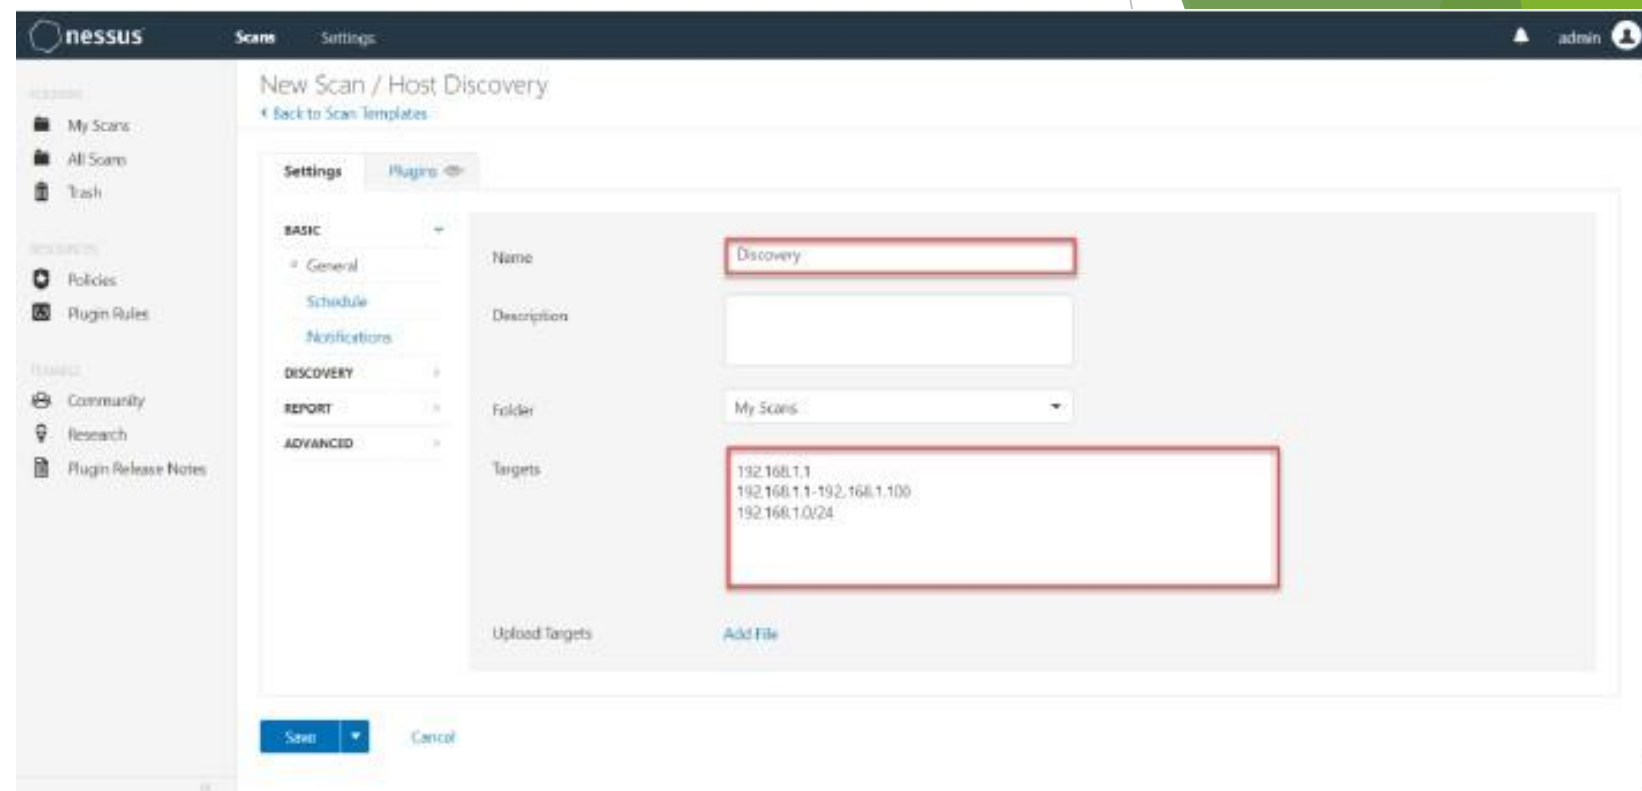 nessus
Scans Settings
admin
New Scan / Host Discovery
Back to Scan Templates
FOLDERS
My Scans
All Scans
Trash
RESOURCES
Policies
Plugin Rules
TENABLE
Community
Research
Plugin Release Notes
Settings Plugins
BASIC
General
Schedule
Notifications
DISCOVERY
REPORT
ADVANCED
Name Discovery
Description
Folder My Scans
Targets 192.168.1.1
192.168.1.1-192.168.1.100
192.168.1.0/24
Upload Targets Add File
Save Cancel